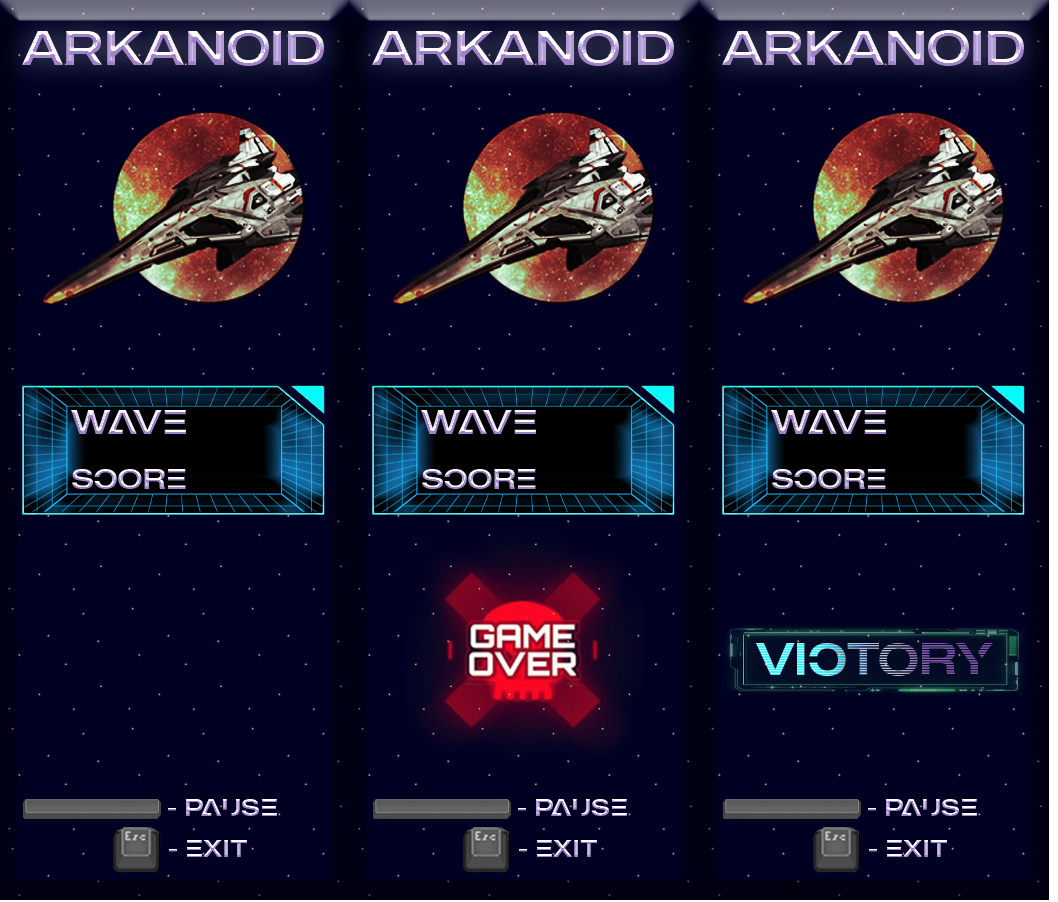 ARKANOID
WAVE
SCORE
- PAUSE
Esc
- EXIT
ARKANOID
WAVE
SCORE
GAME
OVER
- PAUSE
Esc
- EXIT
ARKANOID
WAVE
SCORE
VICTORY
- PAUSE
Esc
- EXIT